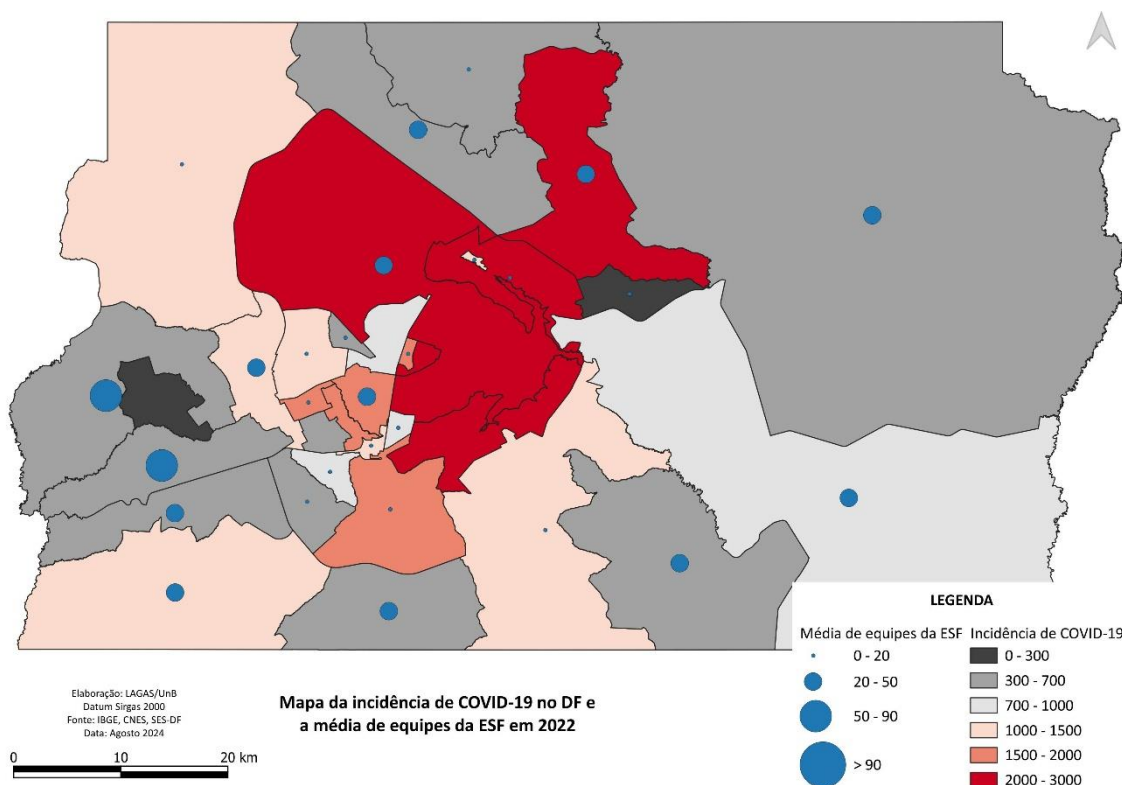 LEGENDA
Média de equipes da ESF
0 - 20
20 - 50
50 - 90
> 90
Incidência de COVID-19
0 - 300
300 - 700
700 - 1000
1000 - 1500
1500 - 2000
2000 - 3000
Elaboração: LAGAS/UnB
Datum Sirgas 2000
Fonte: IBGE, CNES, SES-DF
Data: Agosto 2024
Mapa da incidência de COVID-19 no DF e
a média de equipes da ESF em 2022
0 10 20 km